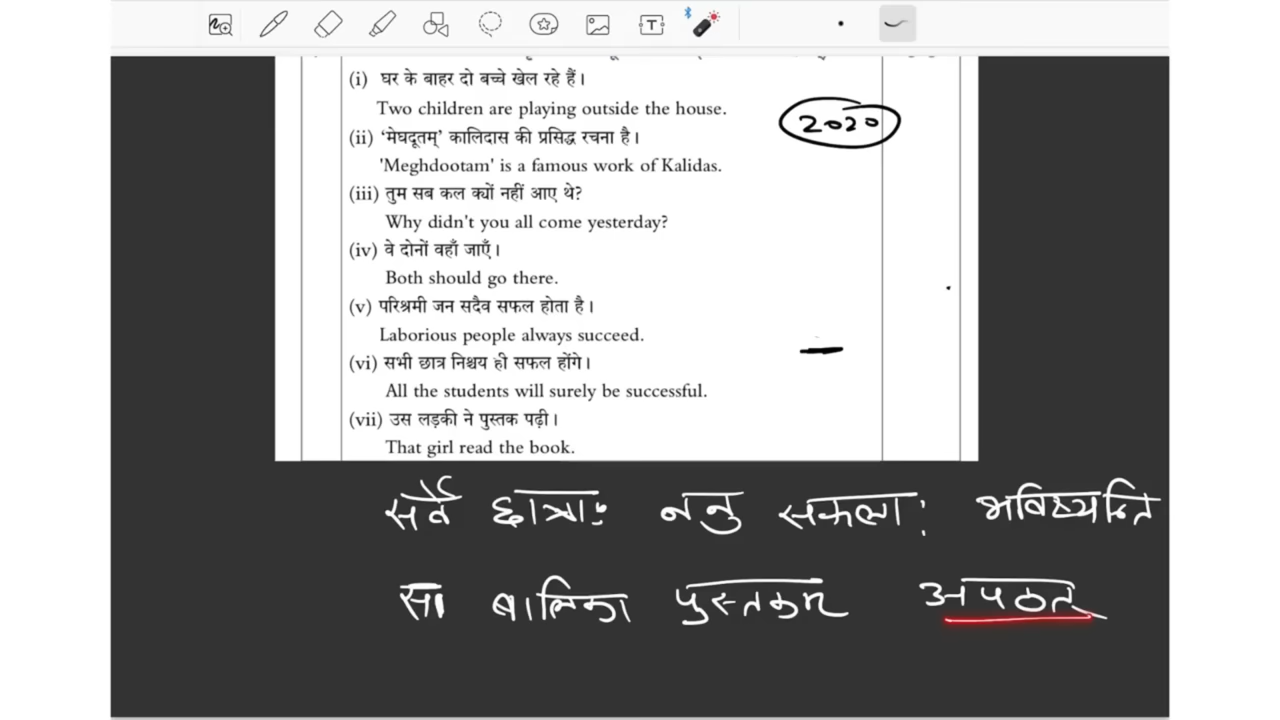 (i) घर के बाहर दो बच्चे खेल रहे हैं।
Two children are playing outside the house.
2020
(ii) ‘मेघदूतम्’ कालिदास की प्रसिद्ध रचना है।
'Meghdootam' is a famous work of Kalidas.
(iii) तुम सब कल क्यों नहीं आए थे?
Why didn't you all come yesterday?
(iv) वे दोनों वहाँ जाएँ।
Both should go there.
(v) परिश्रमी जन सदैव सफल होता है।
Laborious people always succeed.
(vi) सभी छात्र निश्चय ही सफल होंगे।
All the students will surely be successful.
(vii) उस लड़की ने पुस्तक पढ़ी।
That girl read the book.
सर्वे छात्राः ननु सफलाः भविष्यन्ति
सा बालिका पुस्तकम् अपठत्